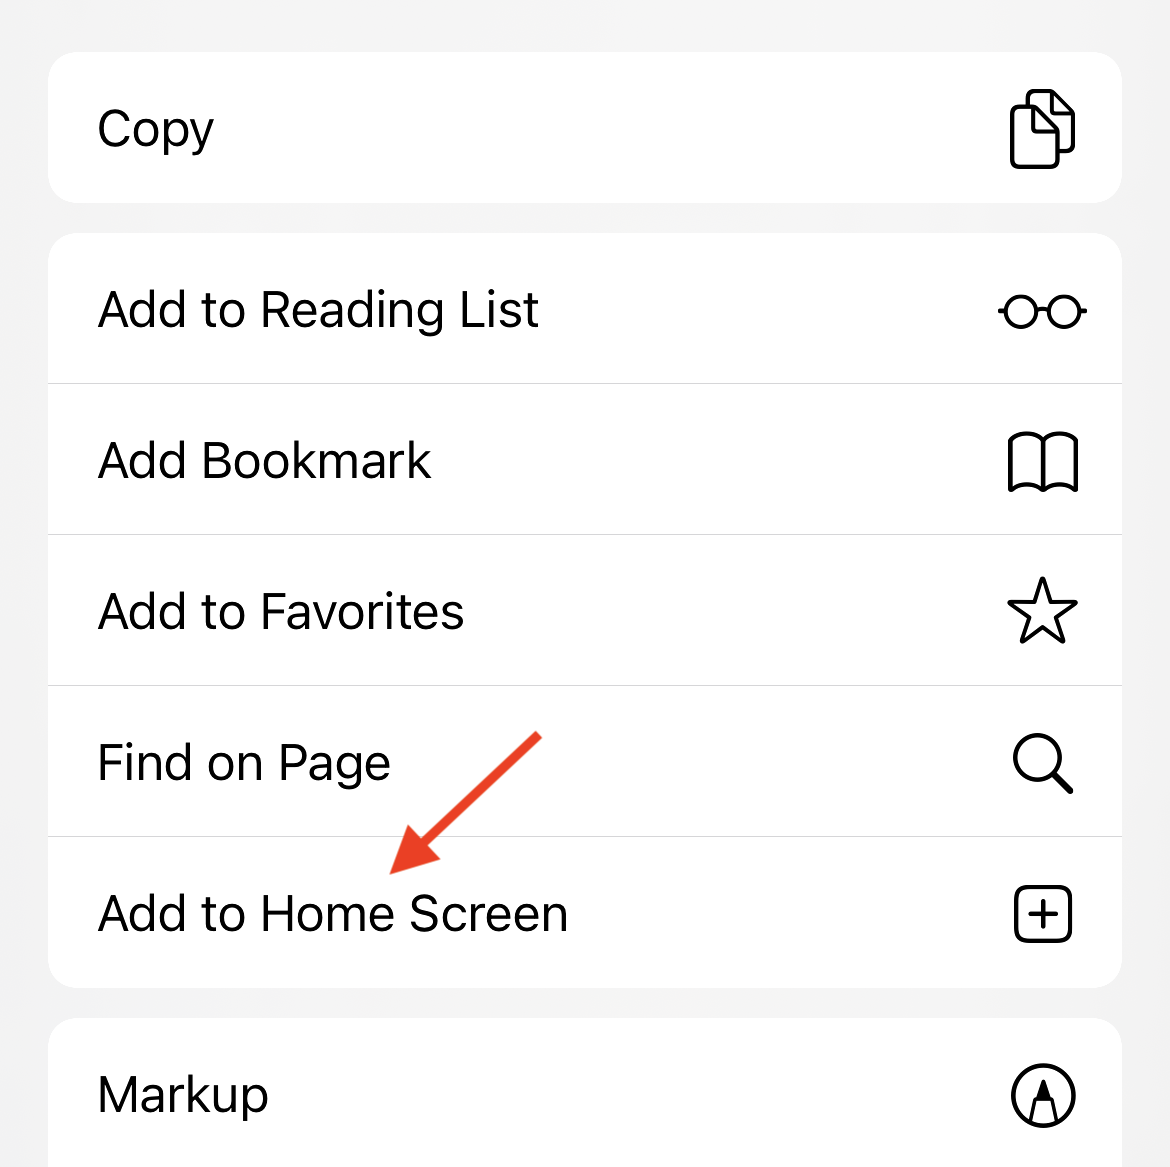 Copy
Add to Reading List
Add Bookmark
Add to Favorites
Find on Page
Add to Home Screen
Markup